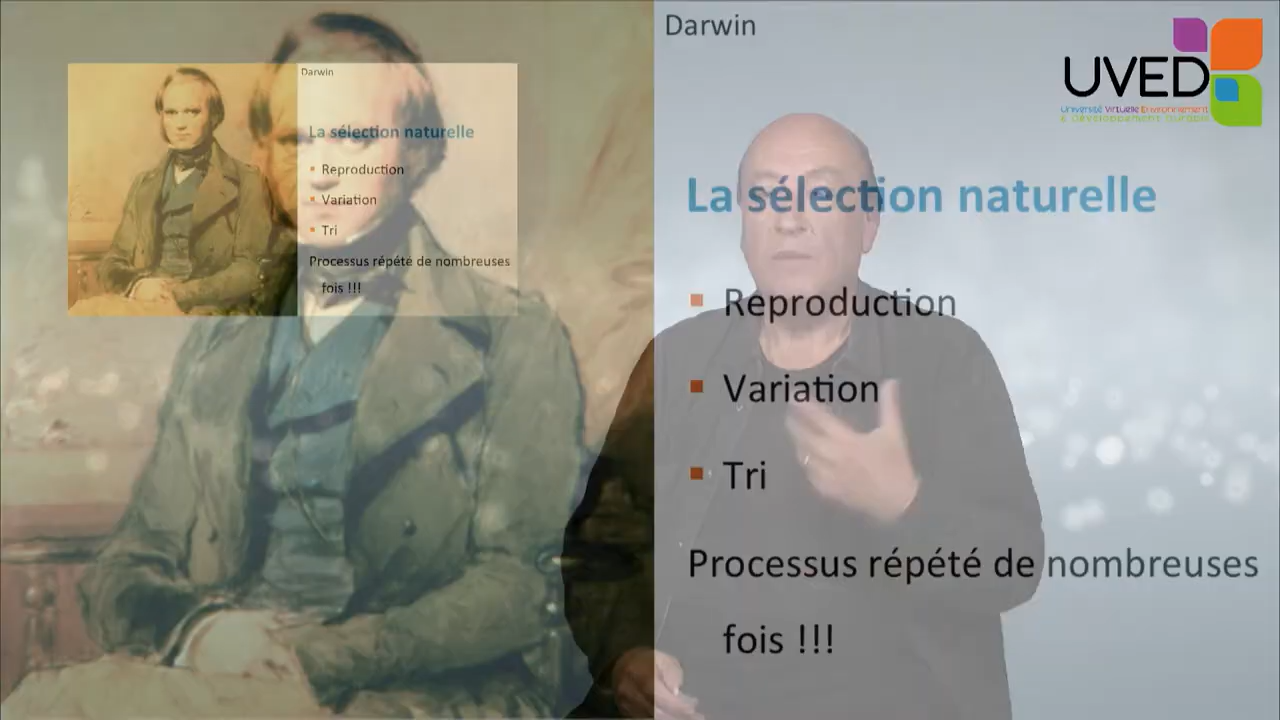 Darwin
La sélection naturelle
Reproduction
Variation
Tri
Processus répété de nombreuses
fois !!!
Darwin
UVED
Université Virtuelle Environnement
& Développement durable
La sélection naturelle
Reproduction
Variation
Tri
Processus répété de nombreuses
fois !!!